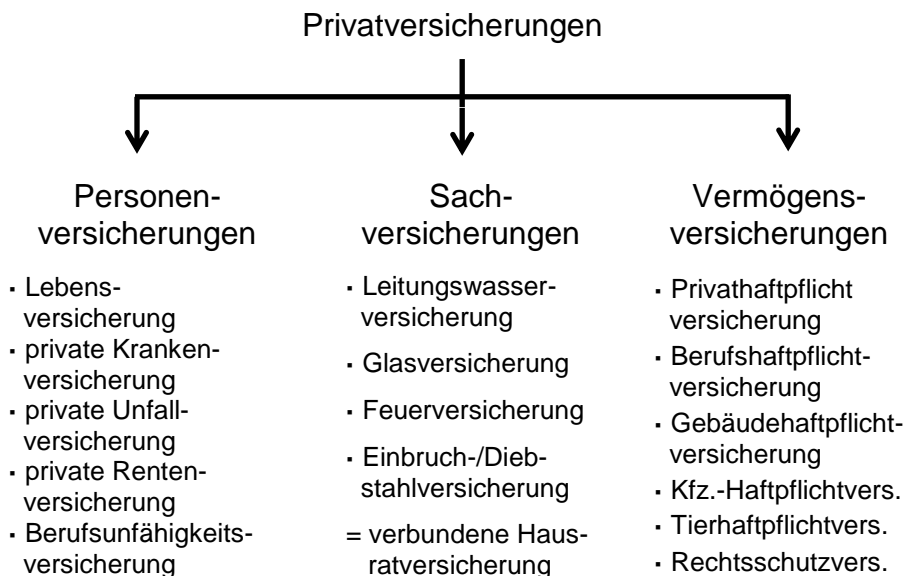 Privatversicherungen
Personen-
versicherungen
▪ Lebens-
versicherung
▪ private Kranken-
versicherung
▪ private Unfall-
versicherung
▪ private Renten-
versicherung
▪ Berufsunfähigkeits-
versicherung
Sach-
versicherungen
▪ Leitungswasser-
versicherung
▪ Glasversicherung
▪ Feuerversicherung
▪ Einbruch-/Dieb-
stahlversicherung
= verbundene Haus-
ratversicherung
Vermögens-
versicherungen
▪ Privathaftpflicht
versicherung
▪ Berufshaftpflicht-
versicherung
▪ Gebäudehaftpflicht-
versicherung
▪ Kfz.-Haftpflichtvers.
▪ Tierhaftpflichtvers.
▪ Rechtsschutzvers.